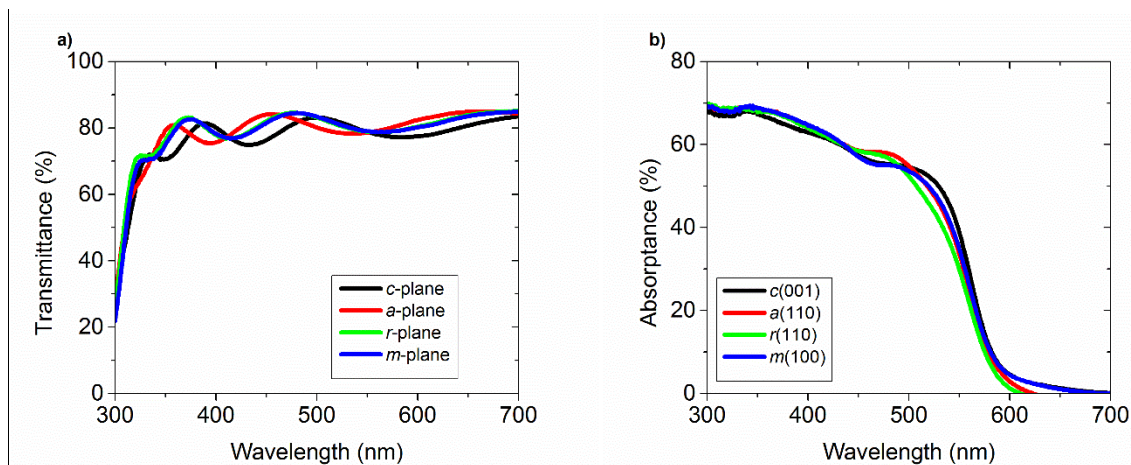 a)
100
80
60
40
20
0
Transmittance (%)
c-plane
a-plane
r-plane
m-plane
300 400 500 600 700
Wavelength (nm)
b)
80
60
40
20
0
Absorptance (%)
c(001)
a(110)
r(110)
m(100)
300 400 500 600 700
Wavelength (nm)